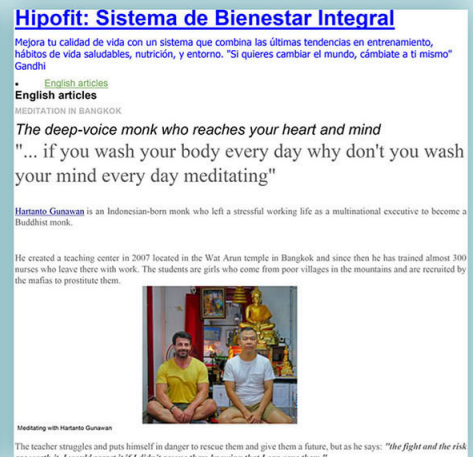 Hipofit: Sistema de Bienestar Integral
Mejora tu calidad de vida con un sistema que combina las últimas tendencias en entrenamiento,
hábitos de vida saludables, nutrición, y entorno. "Si quieres cambiar el mundo, cámbiate a ti mismo"
Gandhi
• English articles
English articles
MEDITATION IN BANGKOK
The deep-voice monk who reaches your heart and mind
"... if you wash your body every day why don't you wash
your mind every day meditating"
Hartanto Gunawan is an Indonesian-born monk who left a stressful working life as a multinational executive to become a
Buddhist monk.
He created a teaching center in 2007 located in the Wat Arun temple in Bangkok and since then he has trained almost 300
nurses who leave there with work. The students are girls who come from poor villages in the mountains and are recruited by
the mafias to prostitute them.
Meditating with Hartanto Gunawan
The teacher struggles and puts himself in danger to rescue them and give them a future, but as he says: "the fight and the risk